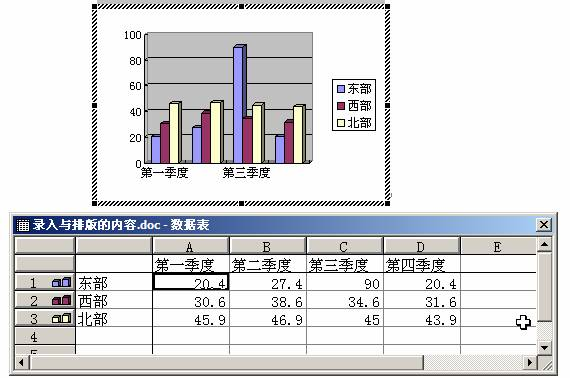 100
80
60
40
20
0
第一季度 第三季度
东部
西部
北部
录入与排版的内容.doc - 数据表
A B C D E
第一季度 第二季度 第三季度 第四季度
1 东部 20.4 27.4 90 20.4
2 西部 30.6 38.6 34.6 31.6
3 北部 45.9 46.9 45 43.9
4
5